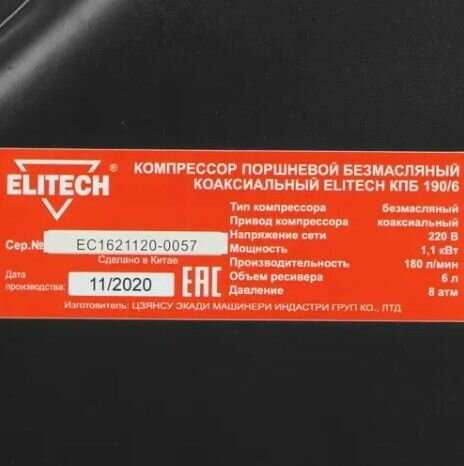 ELITECH®
КОМПРЕССОР ПОРШНЕВОЙ БЕЗМАСЛЯНЫЙ
КОАКСИАЛЬНЫЙ ELITECH КПБ 190/6
Тип компрессора безмасляный
Привод компрессора коаксиальный
Напряжение сети 220 В
Мощность 1,1 кВт
Производительность 180 л/мин
Объем ресивера 6 л
Давление 8 атм
Сер.№ EC1621120-0057
Сделано в Китае
Дата
производства: 11/2020
EAC
Изготовитель: ЦЗЯНСУ ЭКАДИ МАШИНЕРИ ИНДАСТРИ ГРУП КО., ЛТД